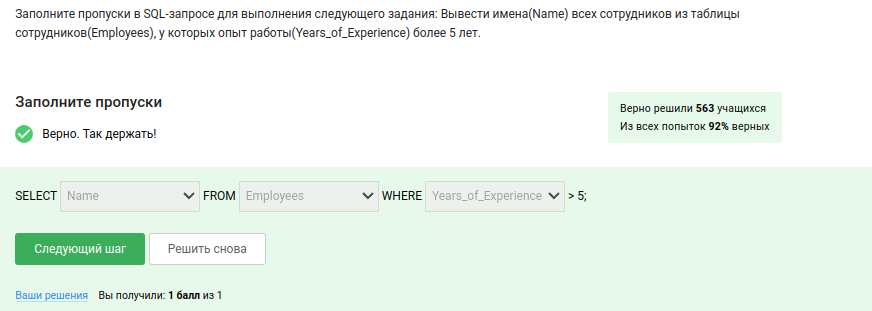 Заполните пропуски в SQL-запросе для выполнения следующего задания: Вывести имена(Name) всех сотрудников из таблицы
сотрудников(Employees), у которых опыт работы(Years_of_Experience) более 5 лет.
Заполните пропуски
Верно. Так держать!
Верно решили 563 учащихся
Из всех попыток 92% верных
SELECT Name FROM Employees WHERE Years_of_Experience > 5;
Следующий шаг Решить снова
Ваши решения Вы получили: 1 балл из 1